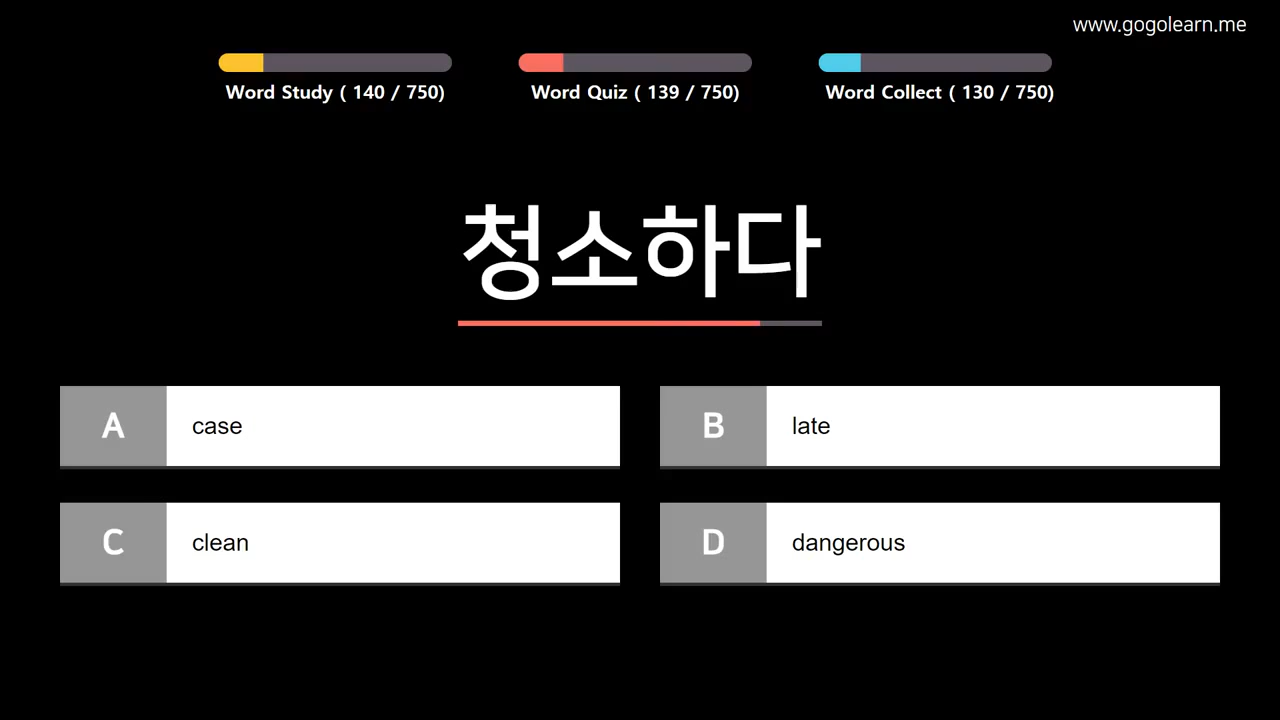 www.gogolearn.me
Word Study ( 140 / 750)
Word Quiz ( 139 / 750)
Word Collect ( 130 / 750)
청소하다
A case
B late
C clean
D dangerous